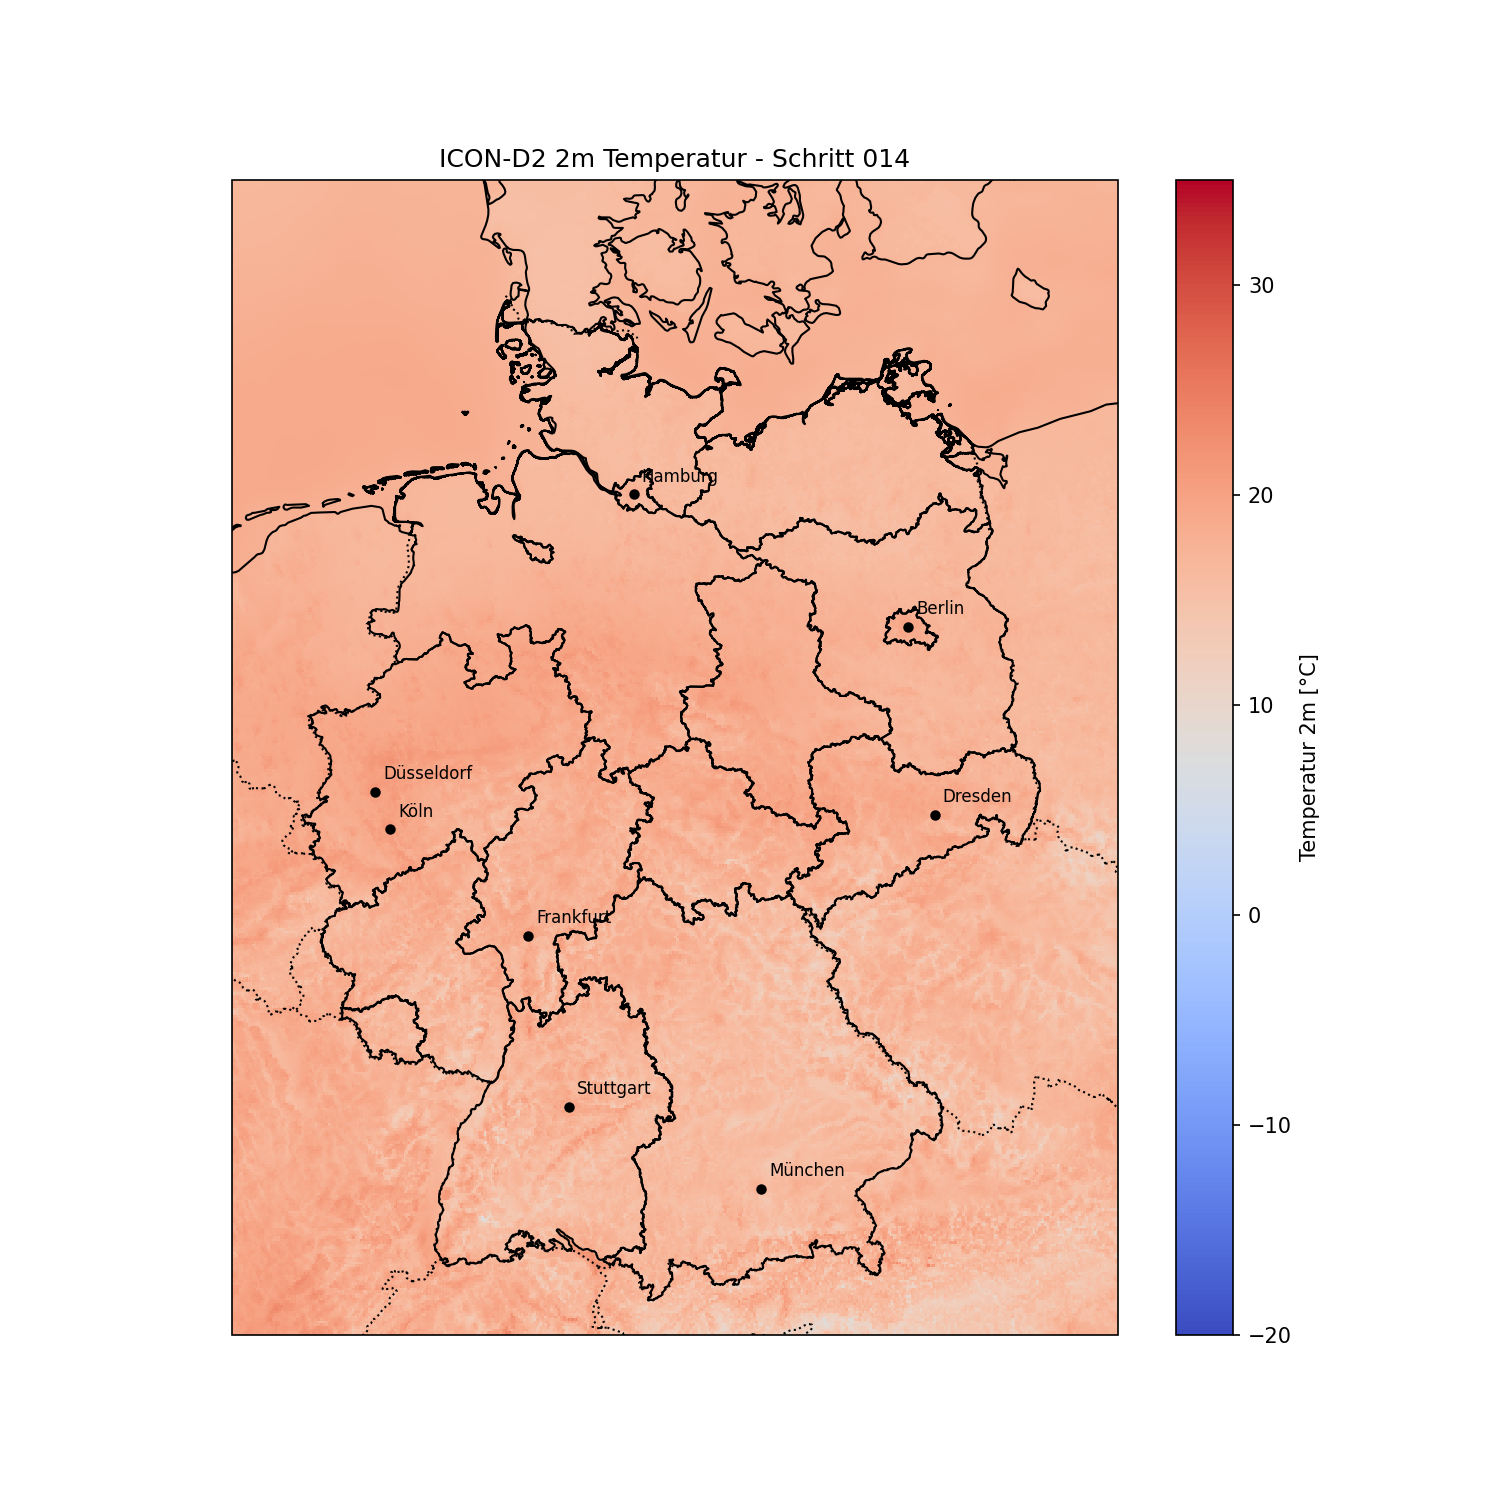 ICON-D2 2m Temperatur - Schritt 014
Hamburg
Berlin
Düsseldorf
Köln
Dresden
Frankfurt
Stuttgart
München
30
20
10
0
−10
−20
Temperatur 2m [°C]